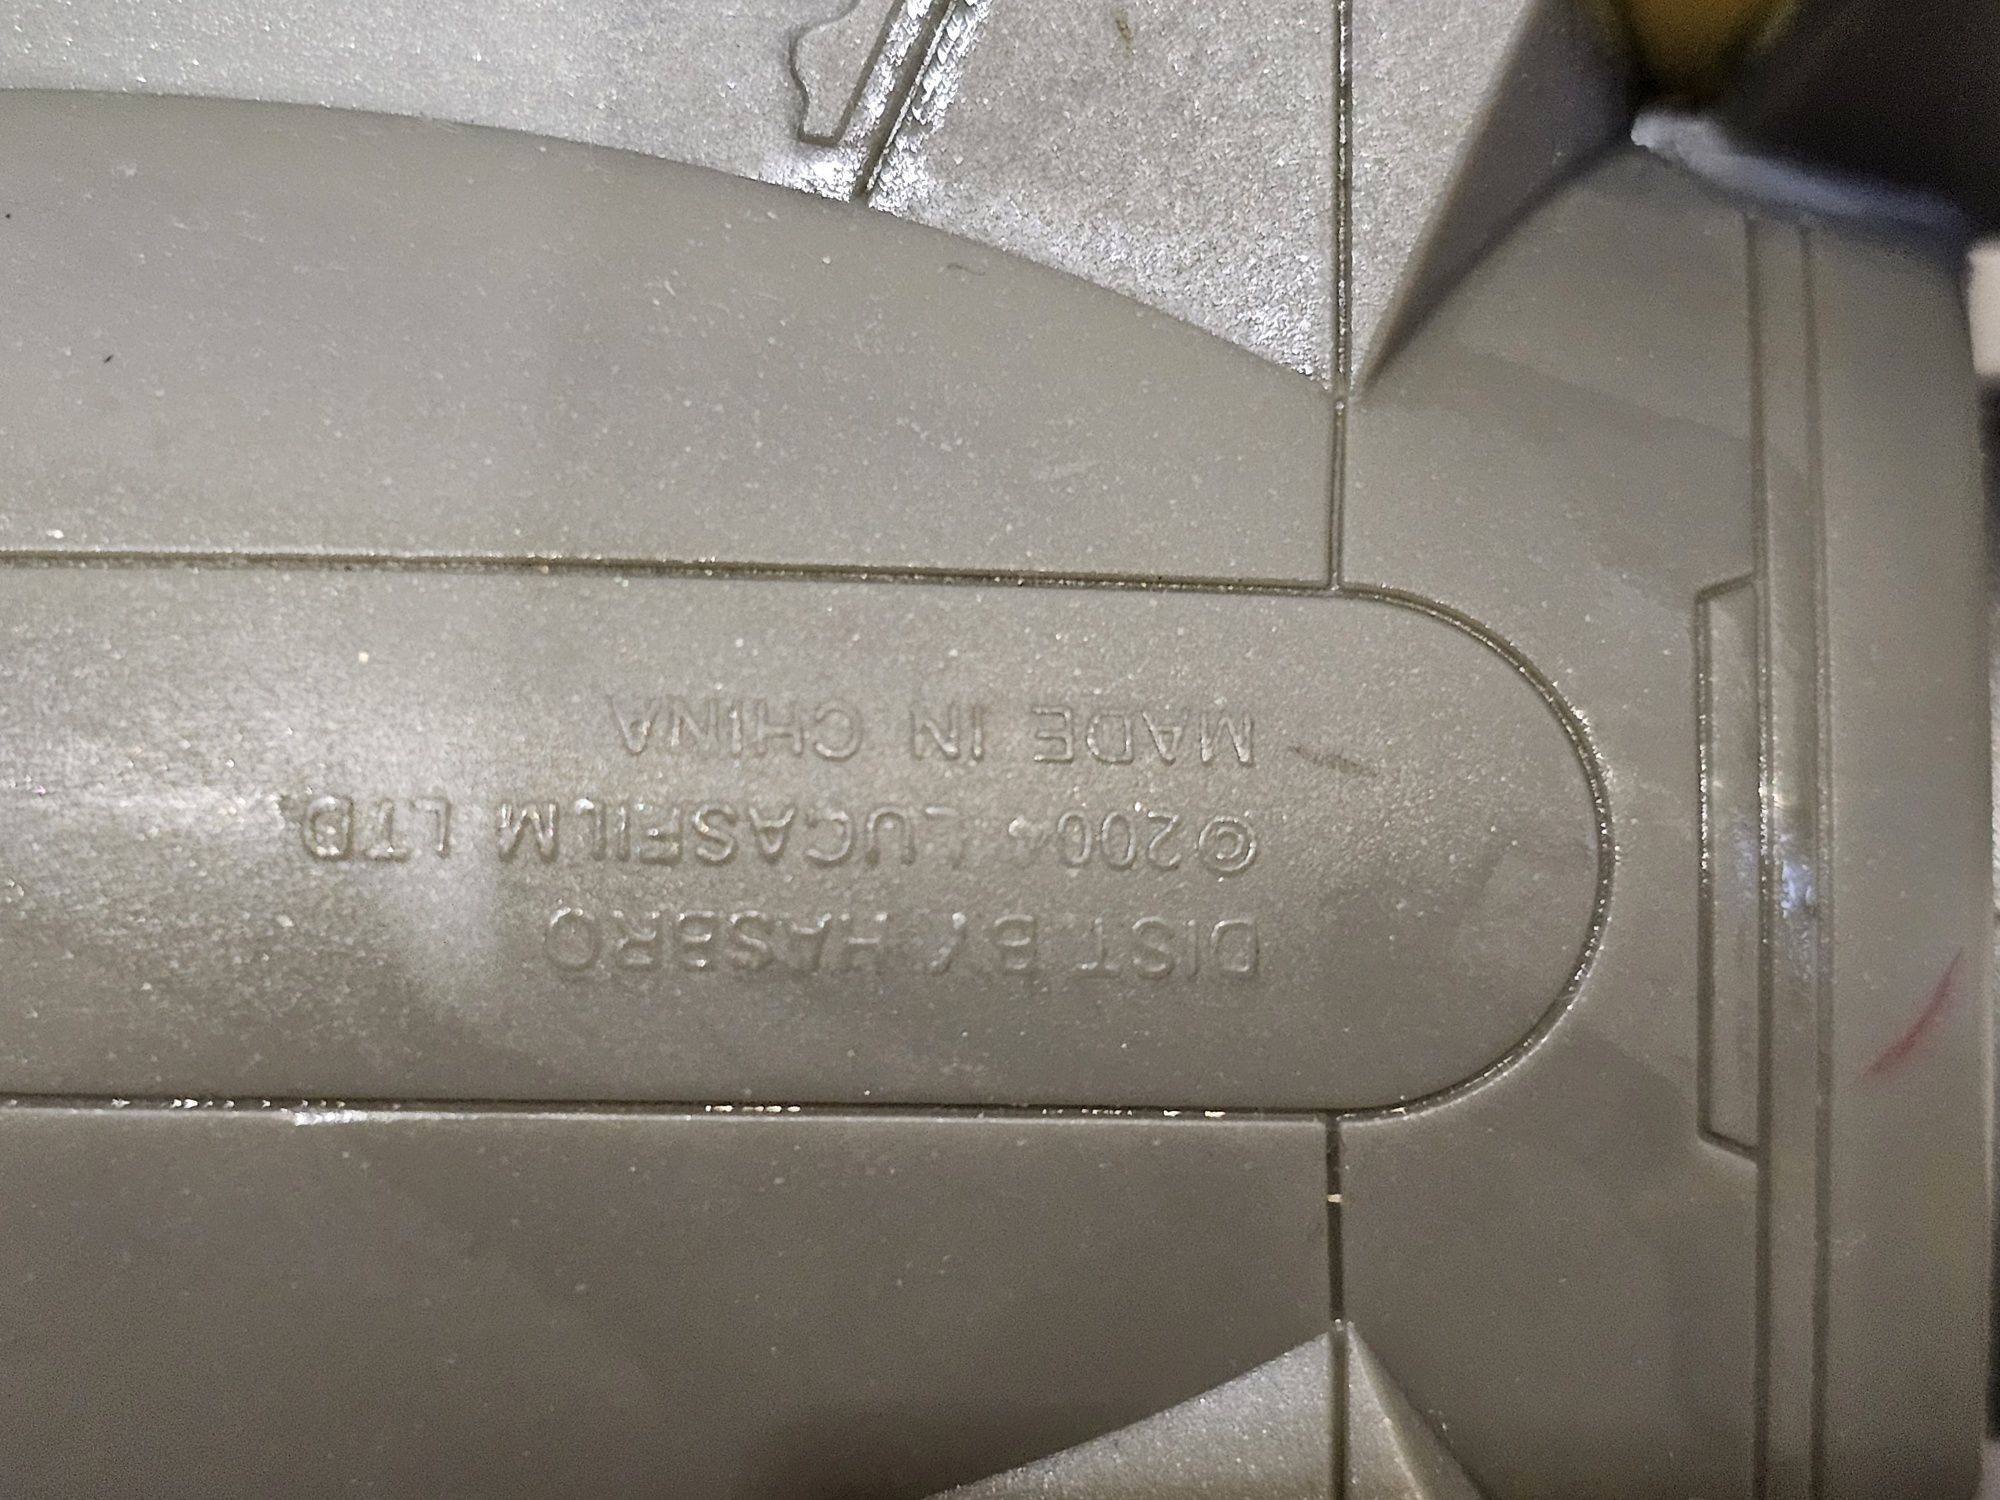 DIST BY HASBRO
©2004 LUCASFILM LTD.
MADE IN CHINA